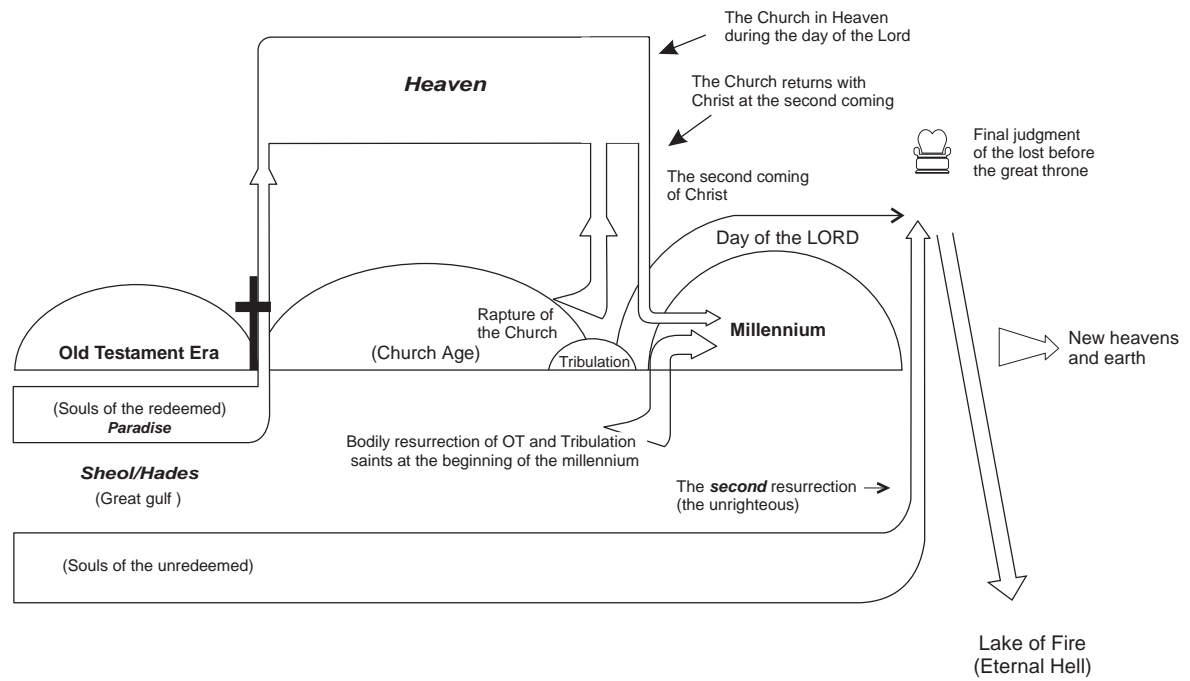 The Church in Heaven
during the day of the Lord
Heaven
The Church returns with
Christ at the second coming
Final judgment
of the lost before
the great throne
The second coming
of Christ
Day of the LORD
Rapture of
the Church
Millennium
Old Testament Era
(Church Age)
Tribulation
New heavens
and earth
(Souls of the redeemed)
Paradise
Bodily resurrection of OT and Tribulation
saints at the beginning of the millennium
Sheol/Hades
(Great gulf )
The second resurrection
(the unrighteous)
(Souls of the unredeemed)
Lake of Fire
(Eternal Hell)